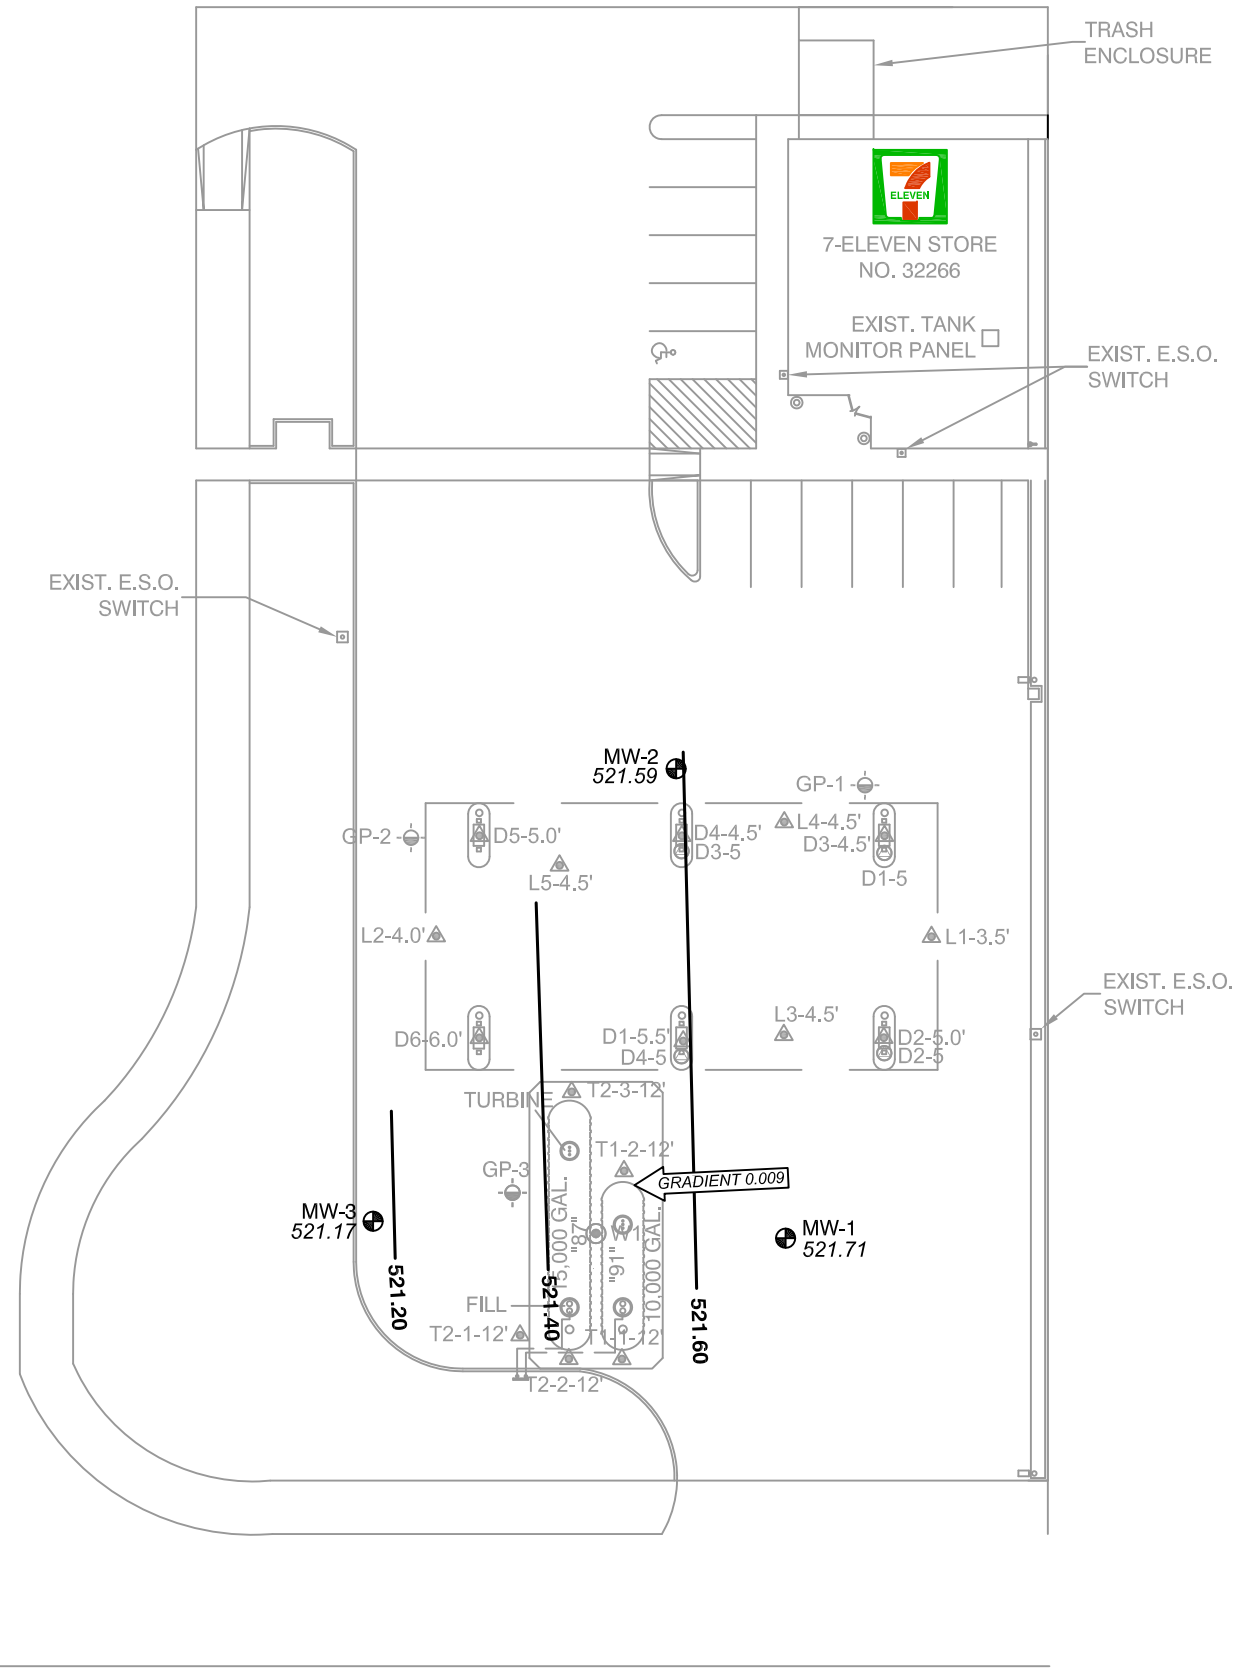 TRASH
ENCLOSURE
7
ELEVEN
7-ELEVEN STORE
NO. 32266
EXIST. TANK
MONITOR PANEL
EXIST. E.S.O.
SWITCH
EXIST. E.S.O.
SWITCH
MW-2
521.59
GP-1
GP-2
D5-5.0'
D4-4.5'
D3-5
L4-4.5'
D3-4.5'
D1-5
L5-4.5'
L2-4.0'
L1-3.5'
EXIST. E.S.O.
SWITCH
D6-6.0'
D1-5.5'
D4-5
L3-4.5'
D2-5.0'
D2-5
TURBINE
T2-3-12'
T1-2-12'
GP-3
GRADIENT 0.009
MW-3
521.17
15,000 GAL.
"87"
W1
"91"
10,000 GAL.
MW-1
521.71
521.20
521.40
521.60
FILL
T2-1-12'
T1-1-12'
T2-2-12'